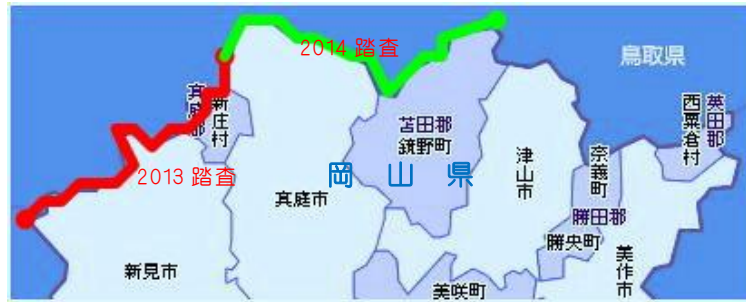 2014 踏査
鳥取県
真庭郡
新庄村
苫田郡
鏡野町
英田郡
西粟倉村
2013 踏査
岡山県
津山市
奈義町
真庭市
勝田郡
勝央町
新見市
美咲町
美作市